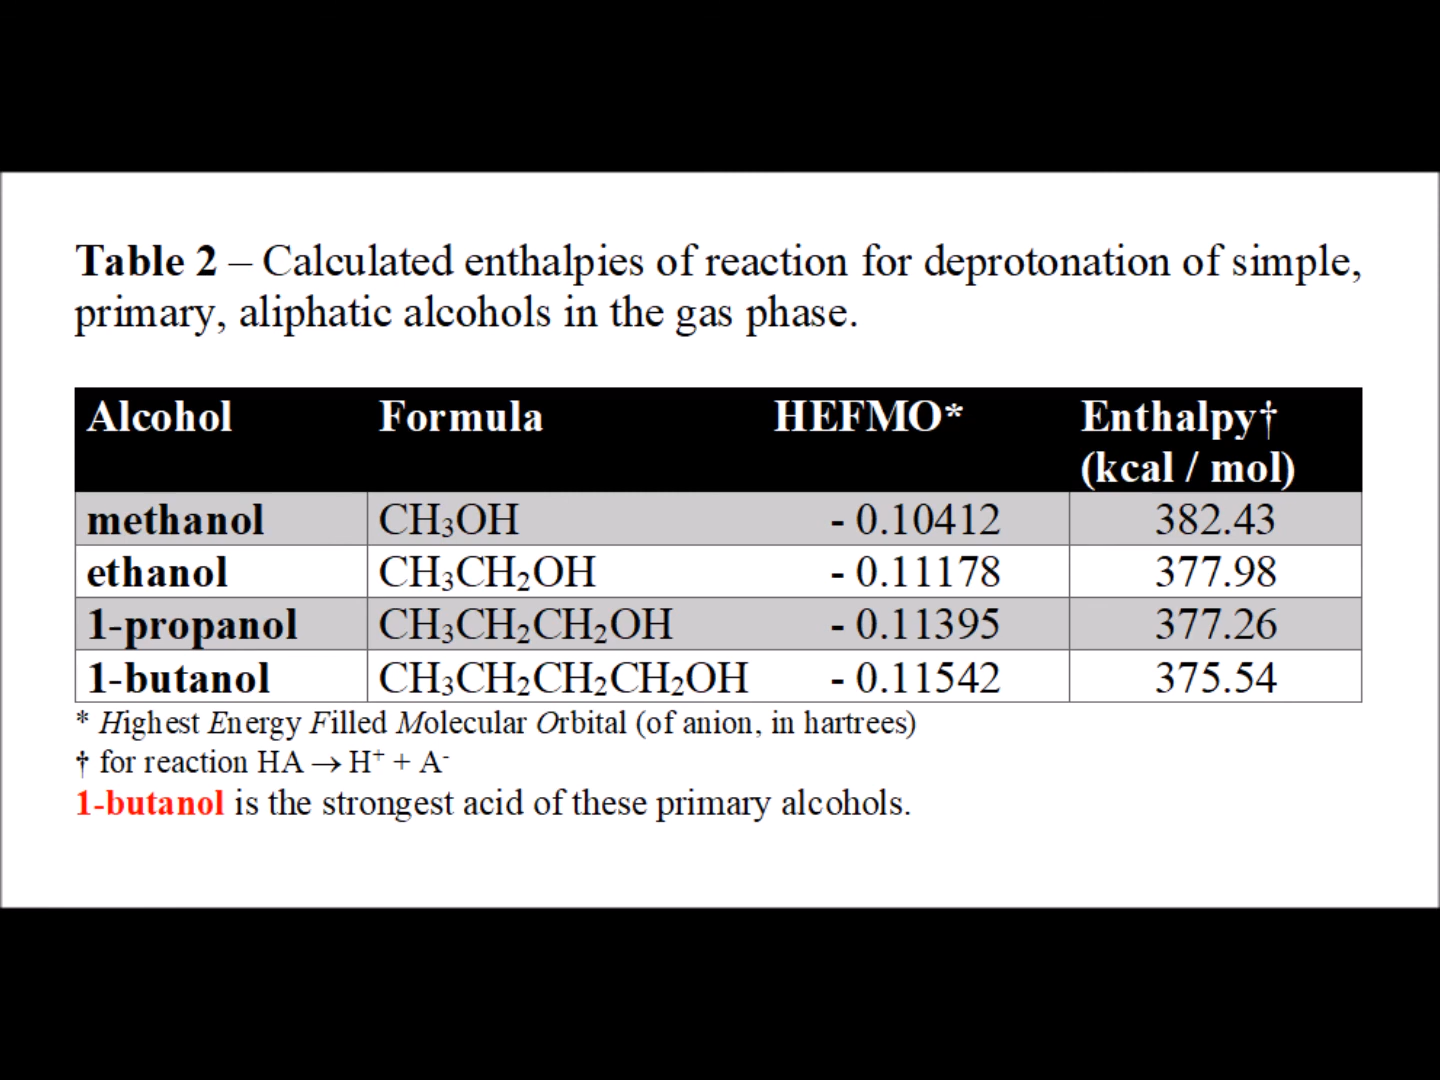 Table 2 – Calculated enthalpies of reaction for deprotonation of simple,
primary, aliphatic alcohols in the gas phase.
Alcohol Formula HEFMO* Enthalpy†
(kcal / mol)
methanol CH₃OH - 0.10412 382.43
ethanol CH₃CH₂OH - 0.11178 377.98
1-propanol CH₃CH₂CH₂OH - 0.11395 377.26
1-butanol CH₃CH₂CH₂CH₂OH - 0.11542 375.54
* Highest Energy Filled Molecular Orbital (of anion, in hartrees)
† for reaction HA → H⁺ + A⁻
1-butanol is the strongest acid of these primary alcohols.